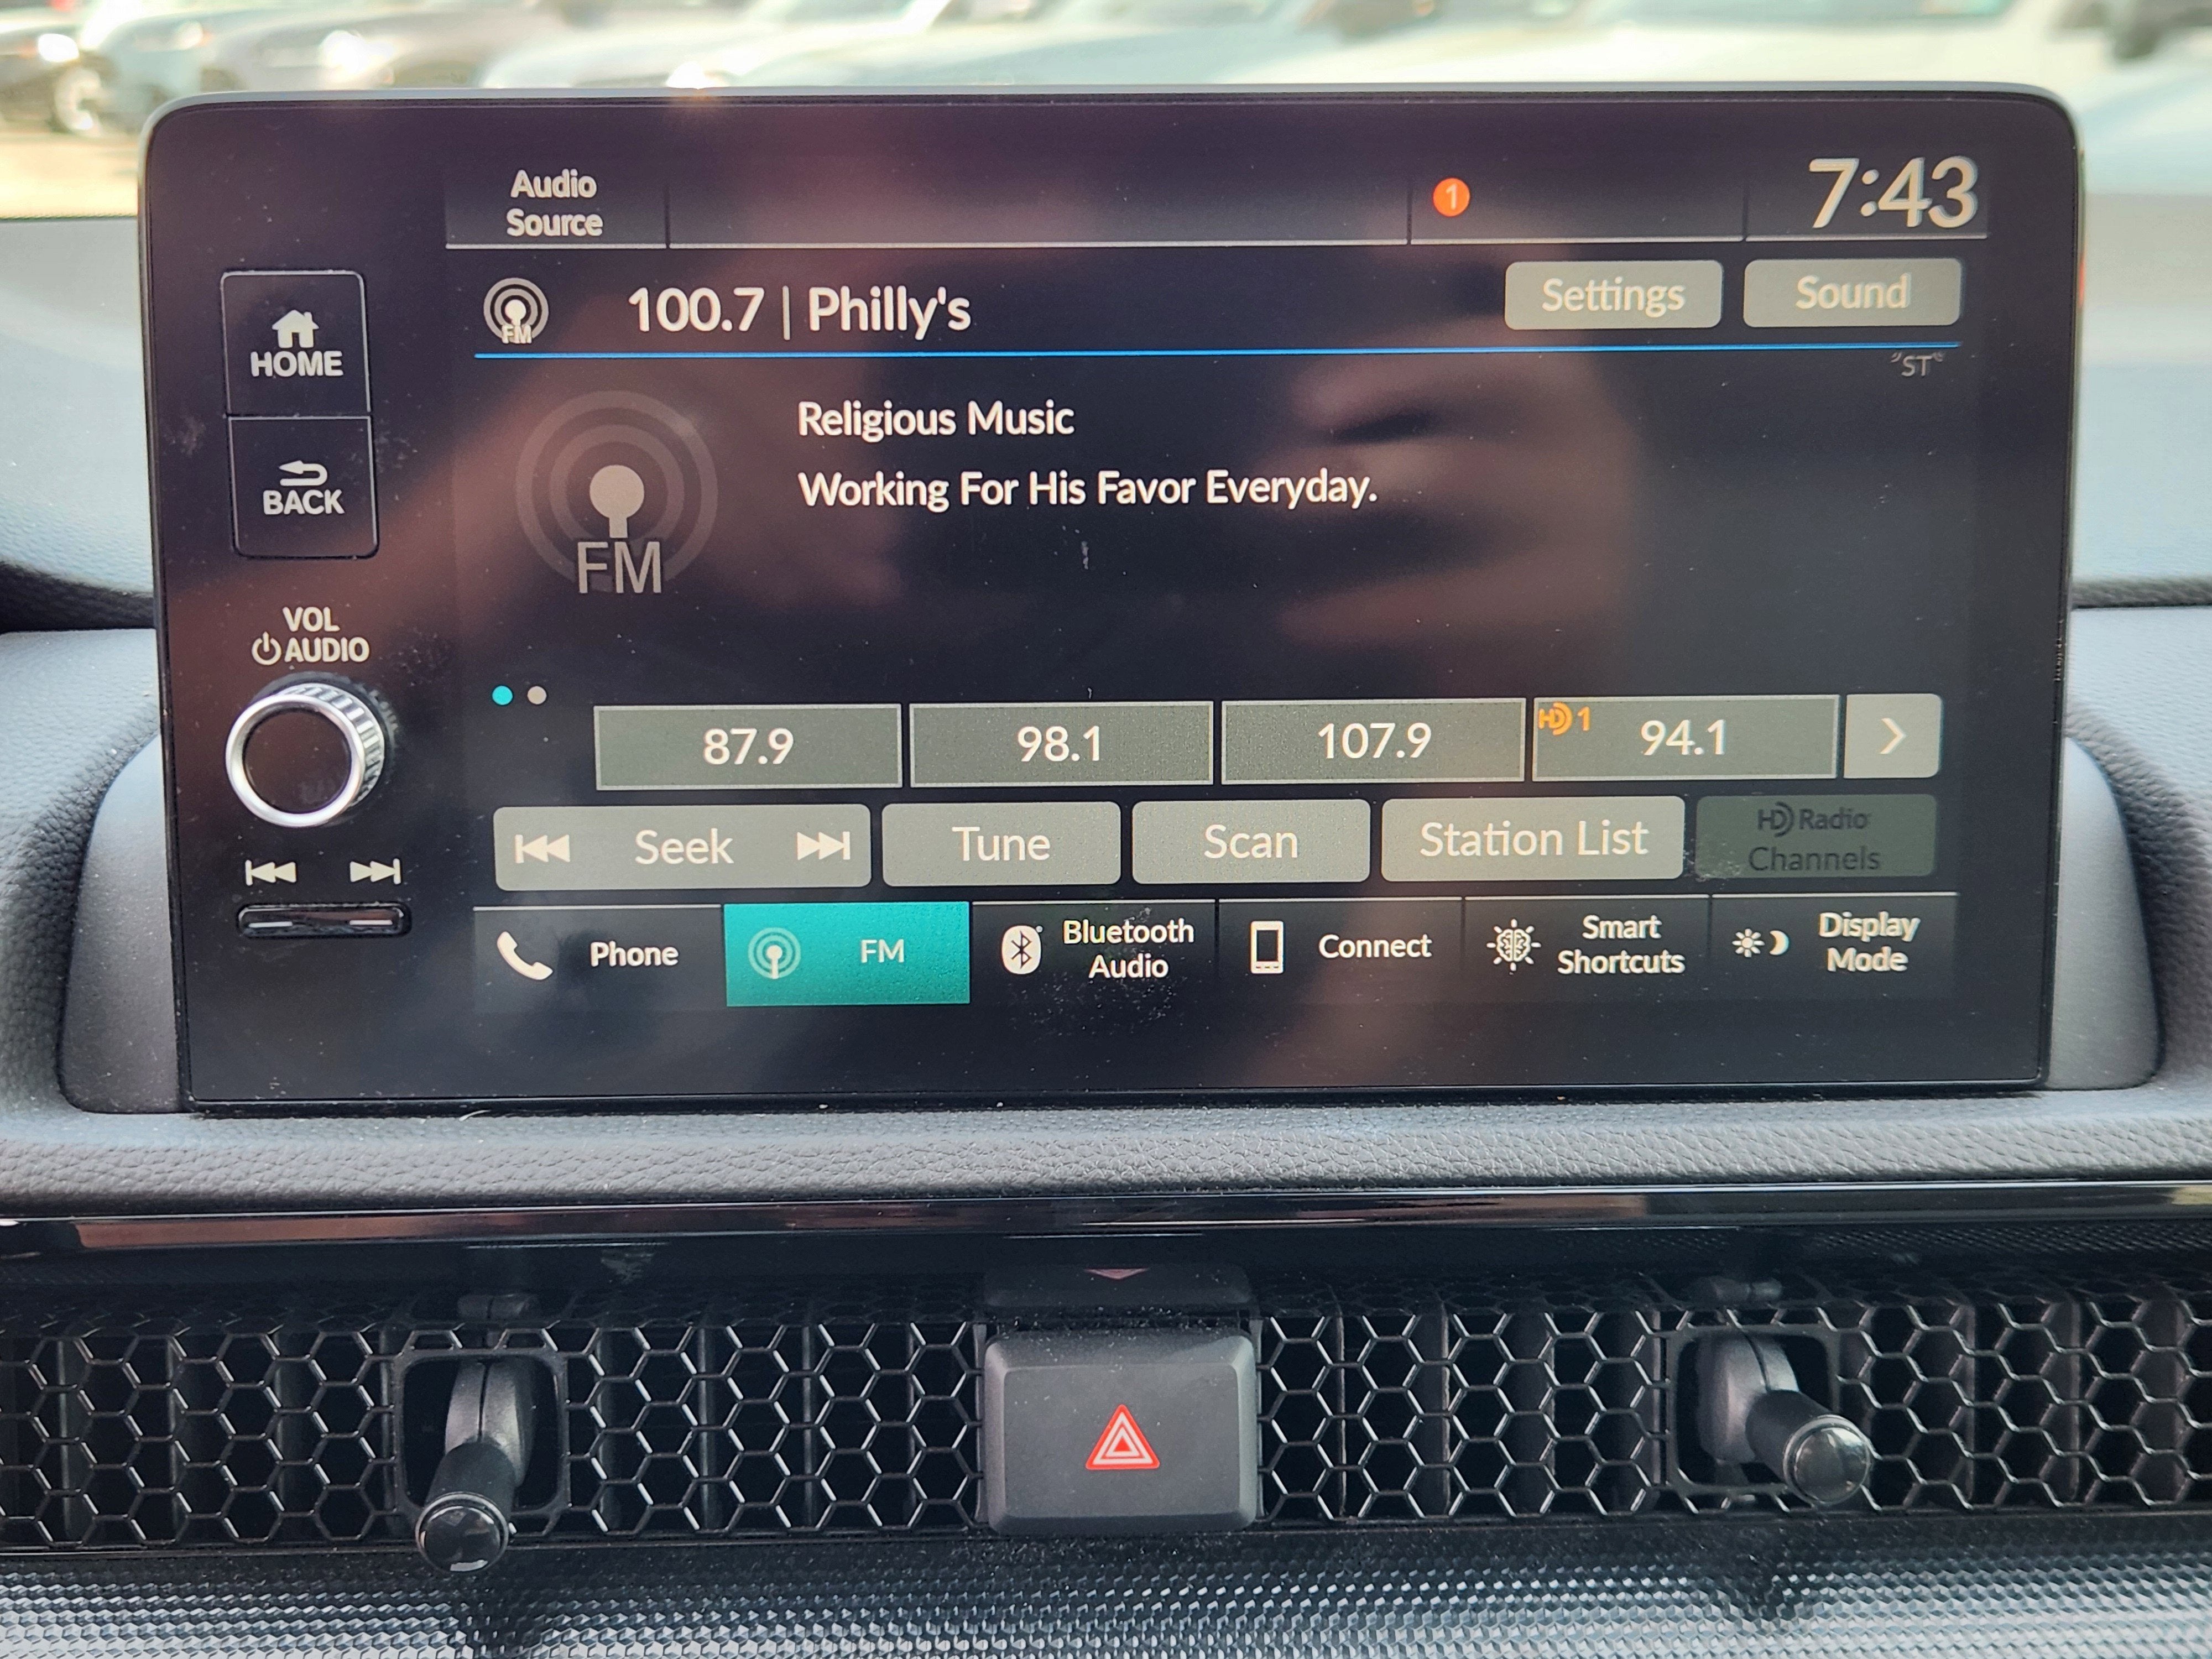 Audio
Source
1
7:43
HOME
BACK
VOL
AUDIO
FM
100.7 | Philly's
Settings
Sound
"ST"
Religious Music
Working For His Favor Everyday.
FM
87.9
98.1
107.9
HD 1
94.1
Seek
Tune
Scan
Station List
HD Radio
Channels
Phone
FM
Bluetooth
Audio
Connect
Smart
Shortcuts
Display
Mode